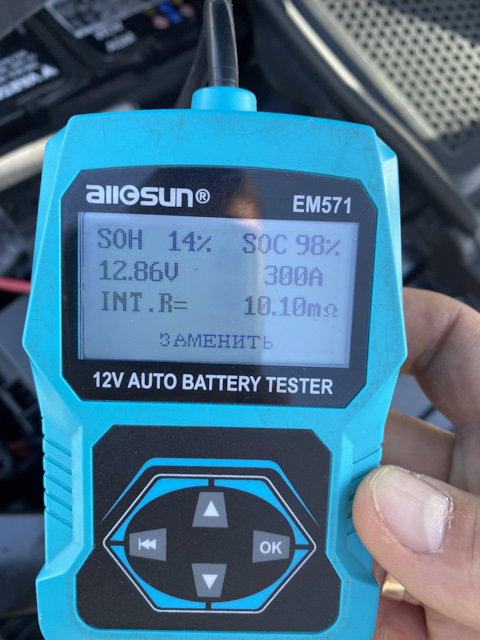 allosun®
EM571
SOH 14% SOC 98%
12.86V 300A
INT.R= 10.10mΩ
ЗАМЕНИТЬ
12V AUTO BATTERY TESTER
OK